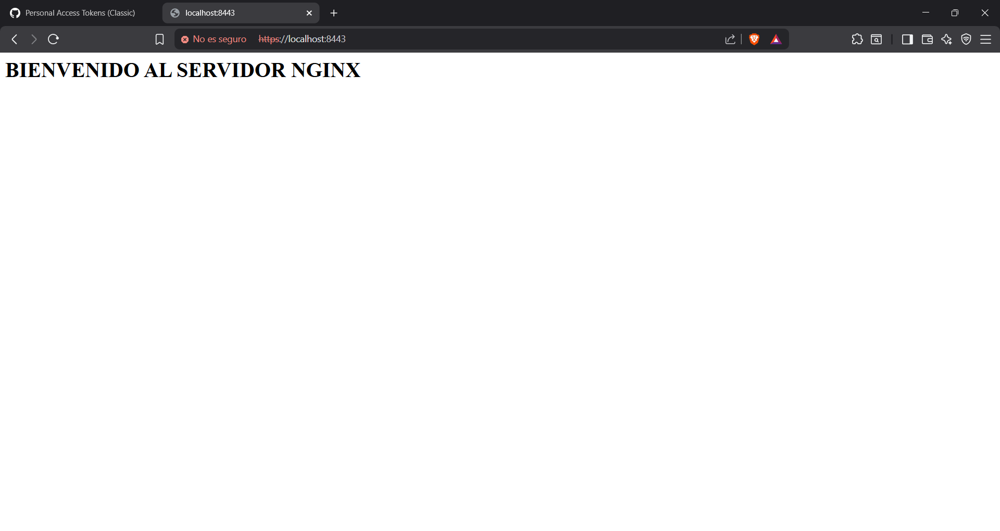 Personal Access Tokens (Classic)
localhost:8443
No es seguro https://localhost:8443
BIENVENIDO AL SERVIDOR NGINX